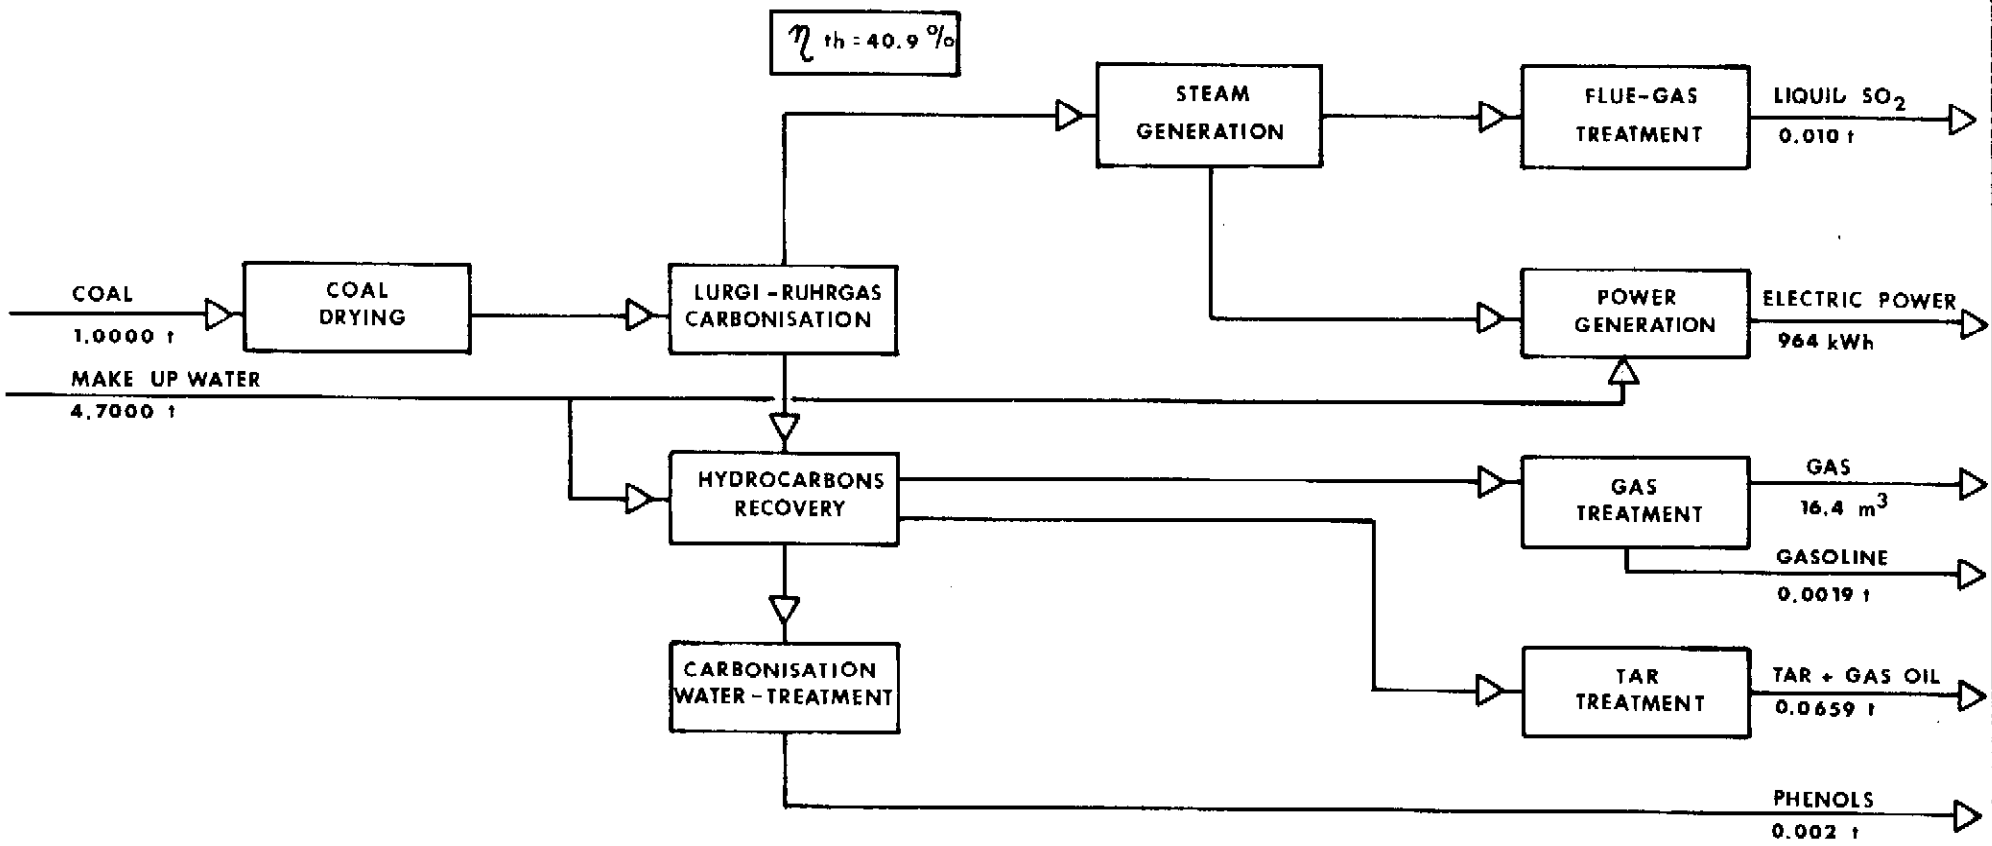 η th = 40.9 %
STEAM
GENERATION
FLUE-GAS
TREATMENT
LIQUID SO2
0.010 t
COAL
1.0000 t
COAL
DRYING
LURGI - RUHRGAS
CARBONISATION
POWER
GENERATION
ELECTRIC POWER
964 kWh
MAKE UP WATER
4.7000 t
HYDROCARBONS
RECOVERY
GAS
TREATMENT
GAS
16.4 m3
GASOLINE
0.0019 t
CARBONISATION
WATER-TREATMENT
TAR
TREATMENT
TAR + GAS OIL
0.0659 t
PHENOLS
0.002 t